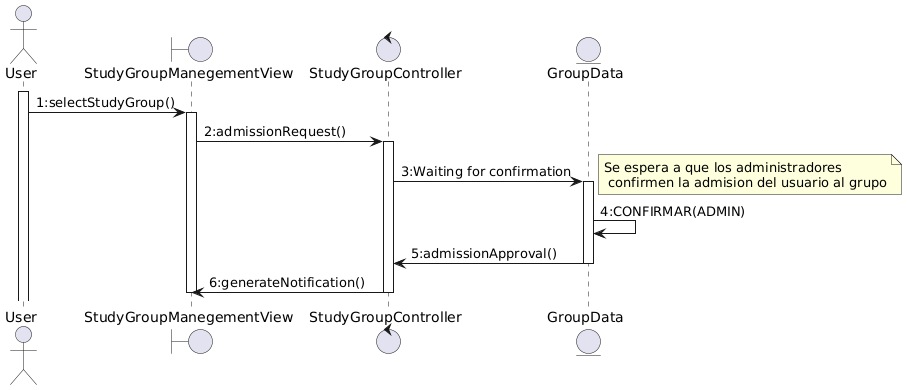 User
StudyGroupManegementView
StudyGroupController
GroupData
1:selectStudyGroup()
2:admissionRequest()
3:Waiting for confirmation
Se espera a que los administradores
confirmen la admision del usuario al grupo
4:CONFIRMAR(ADMIN)
5:admissionApproval()
6:generateNotification()
User
StudyGroupManegementView
StudyGroupController
GroupData